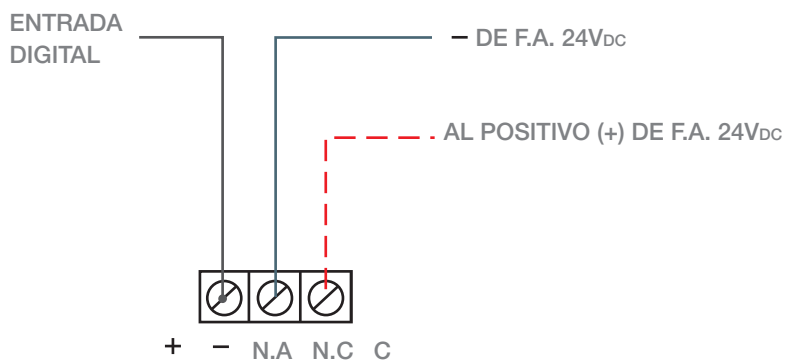 ENTRADA
DIGITAL
– DE F.A. 24VDC
AL POSITIVO (+) DE F.A. 24VDC
+ – N.A N.C C